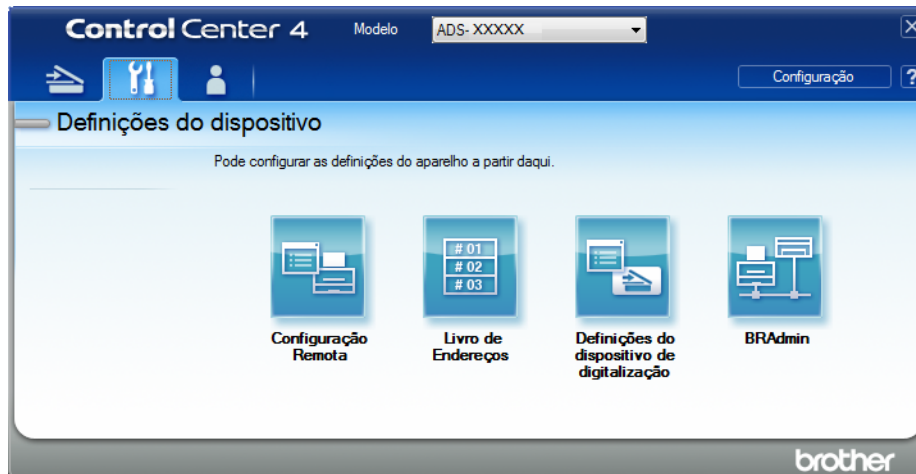 Control Center 4
Modelo
ADS- XXXXX
Configuração
?
Definições do dispositivo
Pode configurar as definições do aparelho a partir daqui.
# 01
# 02
# 03
Configuração
Remota
Livro de
Endereços
Definições do
dispositivo de
digitalização
BRAdmin
brother